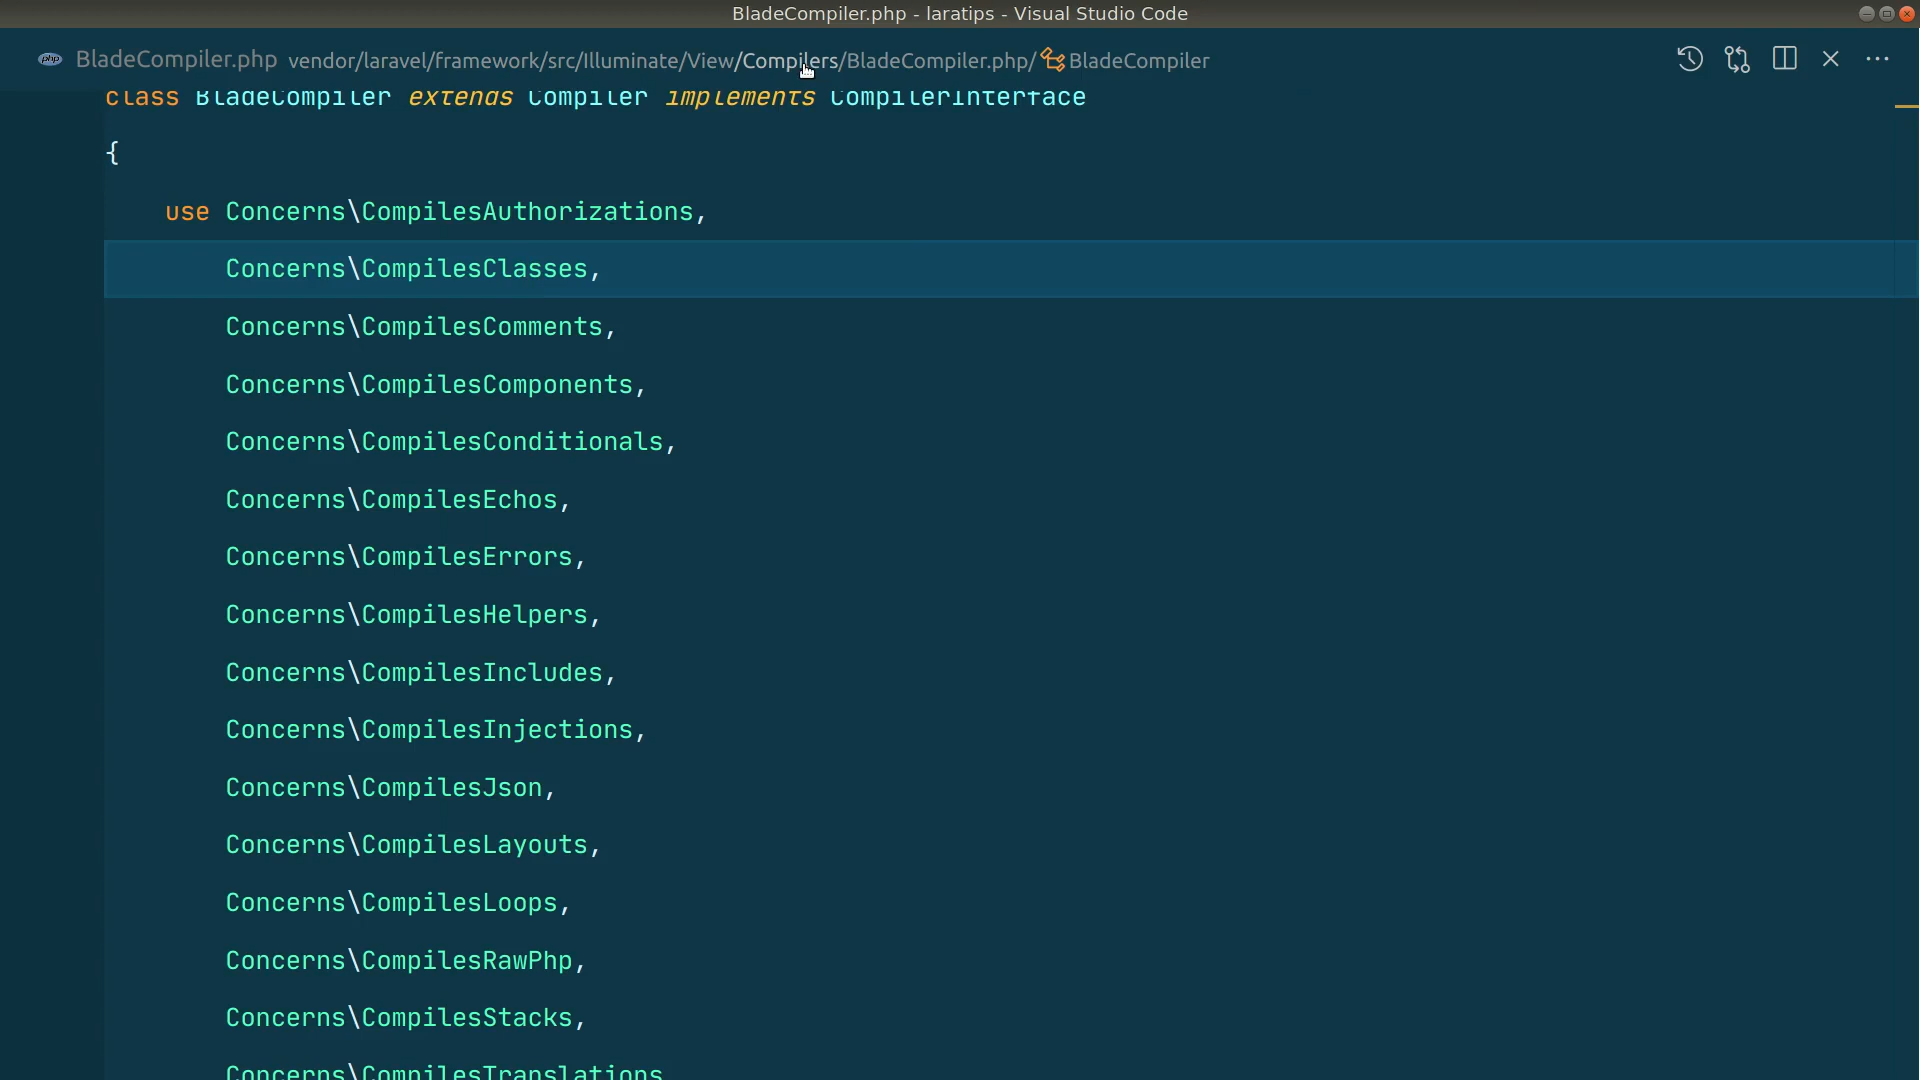 BladeCompiler.php - laratips - Visual Studio Code
php BladeCompiler.php vendor/laravel/framework/src/Illuminate/View/Compilers/BladeCompiler.php/ BladeCompiler
class BladeCompiler extends Compiler implements CompilerInterface
{
use Concerns\CompilesAuthorizations,
Concerns\CompilesClasses,
Concerns\CompilesComments,
Concerns\CompilesComponents,
Concerns\CompilesConditionals,
Concerns\CompilesEchos,
Concerns\CompilesErrors,
Concerns\CompilesHelpers,
Concerns\CompilesIncludes,
Concerns\CompilesInjections,
Concerns\CompilesJson,
Concerns\CompilesLayouts,
Concerns\CompilesLoops,
Concerns\CompilesRawPhp,
Concerns\CompilesStacks,
Concerns\CompilesTranslations